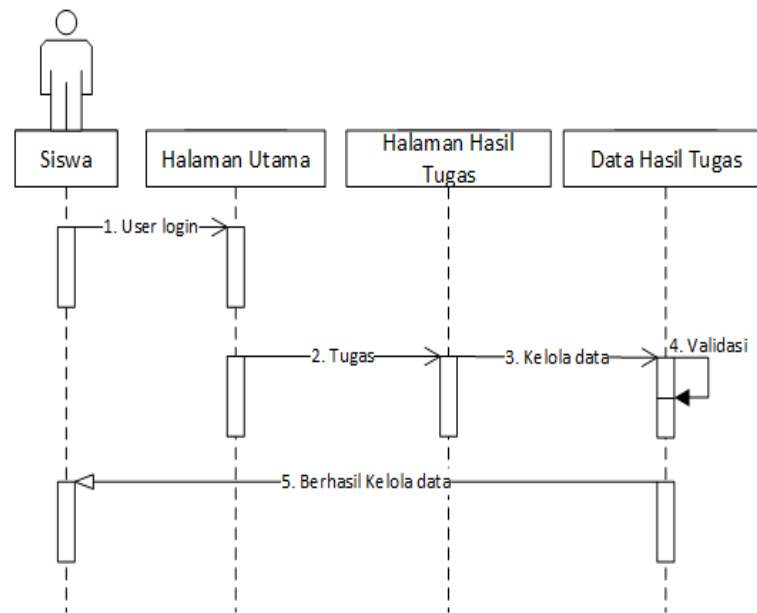 Siswa
Halaman Utama
Halaman Hasil
Tugas
Data Hasil Tugas
1. User login
2. Tugas
3. Kelola data
4. Validasi
5. Berhasil Kelola data